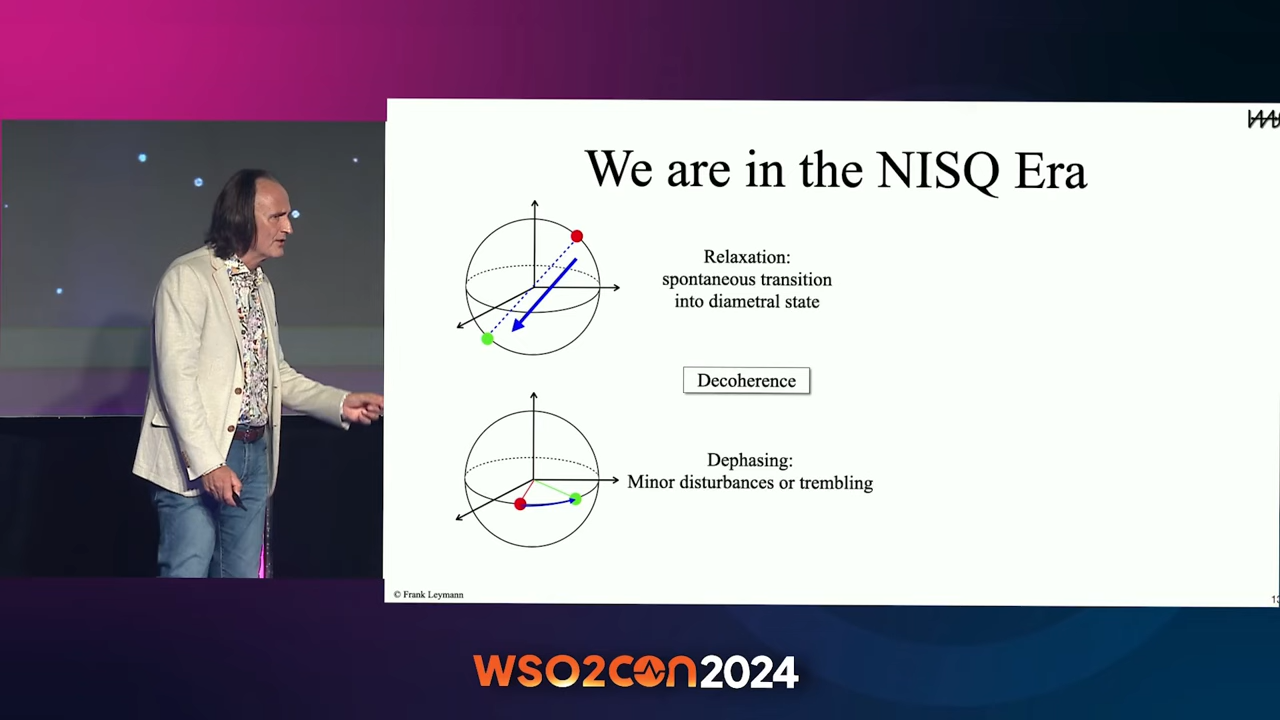 We are in the NISQ Era
Relaxation:
spontaneous transition
into diametral state
Decoherence
Dephasing:
Minor disturbances or trembling
© Frank Leymann
WSO2CON2024